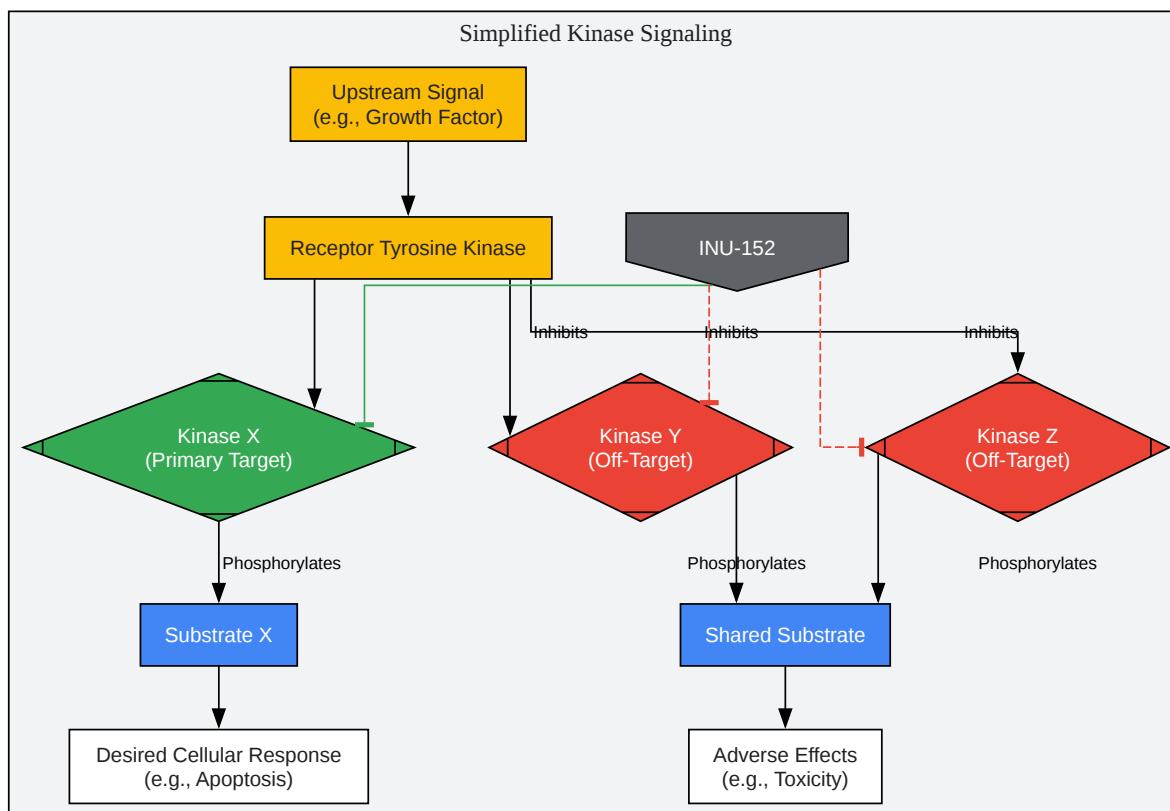 Simplified Kinase Signaling
Upstream Signal
(e.g., Growth Factor)
Receptor Tyrosine Kinase
INU-152
Inhibits
Inhibits
Inhibits
Kinase X
(Primary Target)
Kinase Y
(Off-Target)
Kinase Z
(Off-Target)
Phosphorylates
Phosphorylates
Phosphorylates
Substrate X
Shared Substrate
Desired Cellular Response
(e.g., Apoptosis)
Adverse Effects
(e.g., Toxicity)